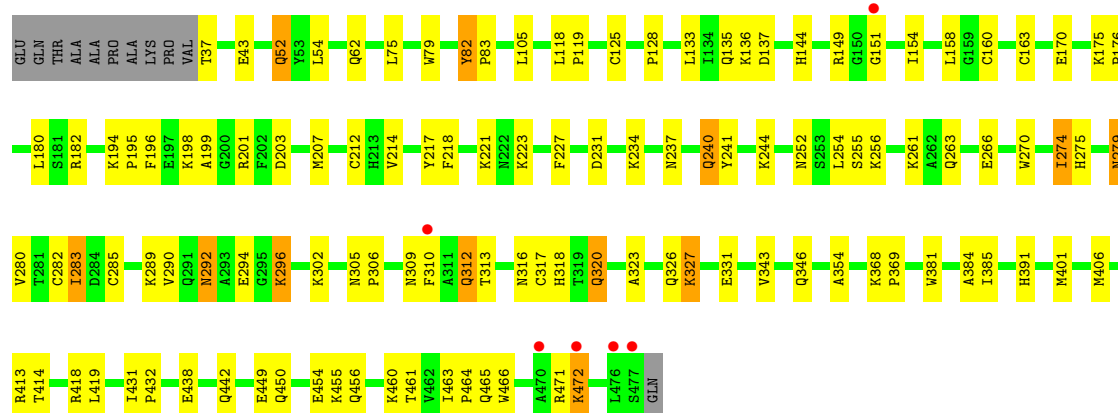 GLU GLN THR ALA ALA PRO ALA LYS PRO VAL T37 E43 Q52 Y53 L54 Q62 L75 W79 Y82 P83 L105 L118 P119 C125 P128 L133 I134 Q135 K136 D137 H144 R149 G150 G151 I154 L158 G159 C160 C163 E170 K175 P176
L180 S181 R182 K194 P195 F196 E197 K198 A199 G200 R201 F202 D203 M207 C212 H213 V214 Y217 F218 K221 N222 K223 F227 D231 K234 N237 Q240 Y241 K244 N252 S253 L254 S255 K256 K261 A262 Q263 E266 W270 I274 H275 N279
V280 T281 C282 I283 D284 C285 K289 V290 Q291 N292 A293 E294 G295 K296 K302 N305 P306 N309 F310 A311 Q312 T313 N316 C317 H318 T319 Q320 A323 Q326 K327 E331 V343 Q346 A354 K368 P369 W381 A384 I385 H391 M401 M406
R413 T414 R418 L419 I431 P432 E438 Q442 E449 Q450 E454 K455 Q456 K460 T461 V462 I463 P464 Q465 W466 A470 R471 K472 L476 S477 GLN